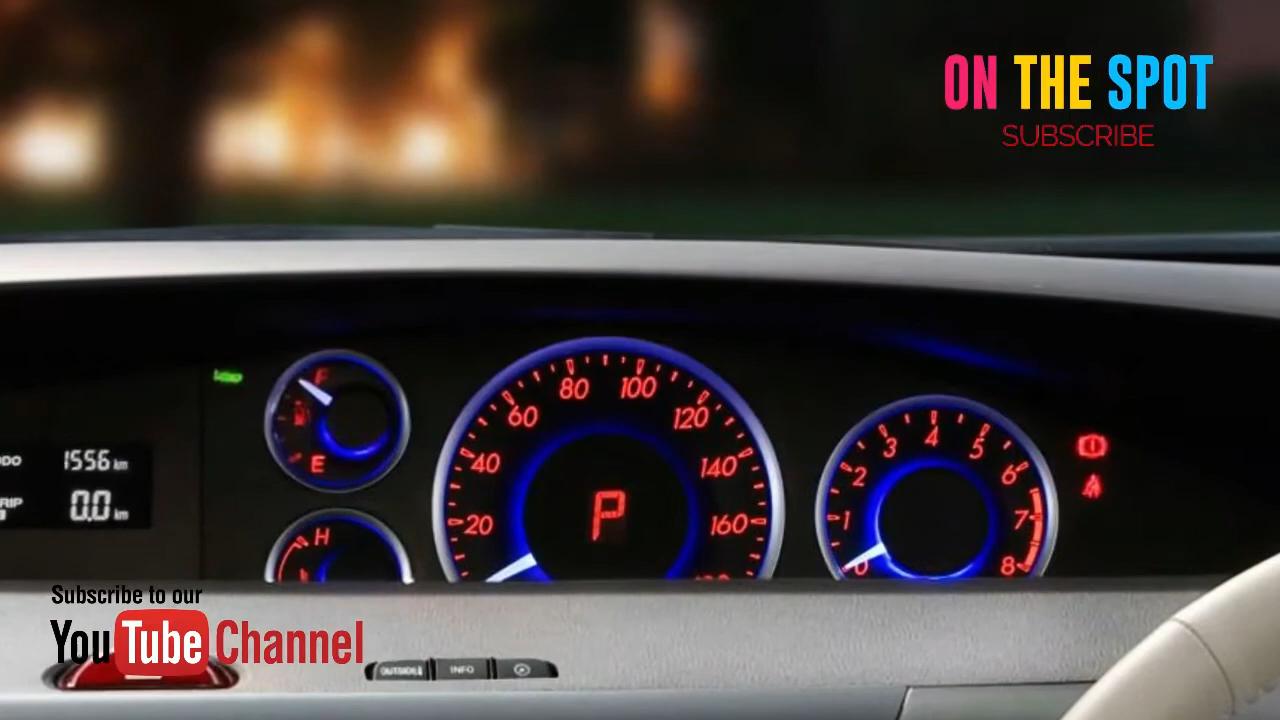 ON THE SPOT
SUBSCRIBE
80 100
60 120
40 140
20 160
F
E
H
P
4
3 5
2 6
1 7
0 8
1556 km
0.0 km
Subscribe to our
YouTube Channel
OUTSIDE INFO